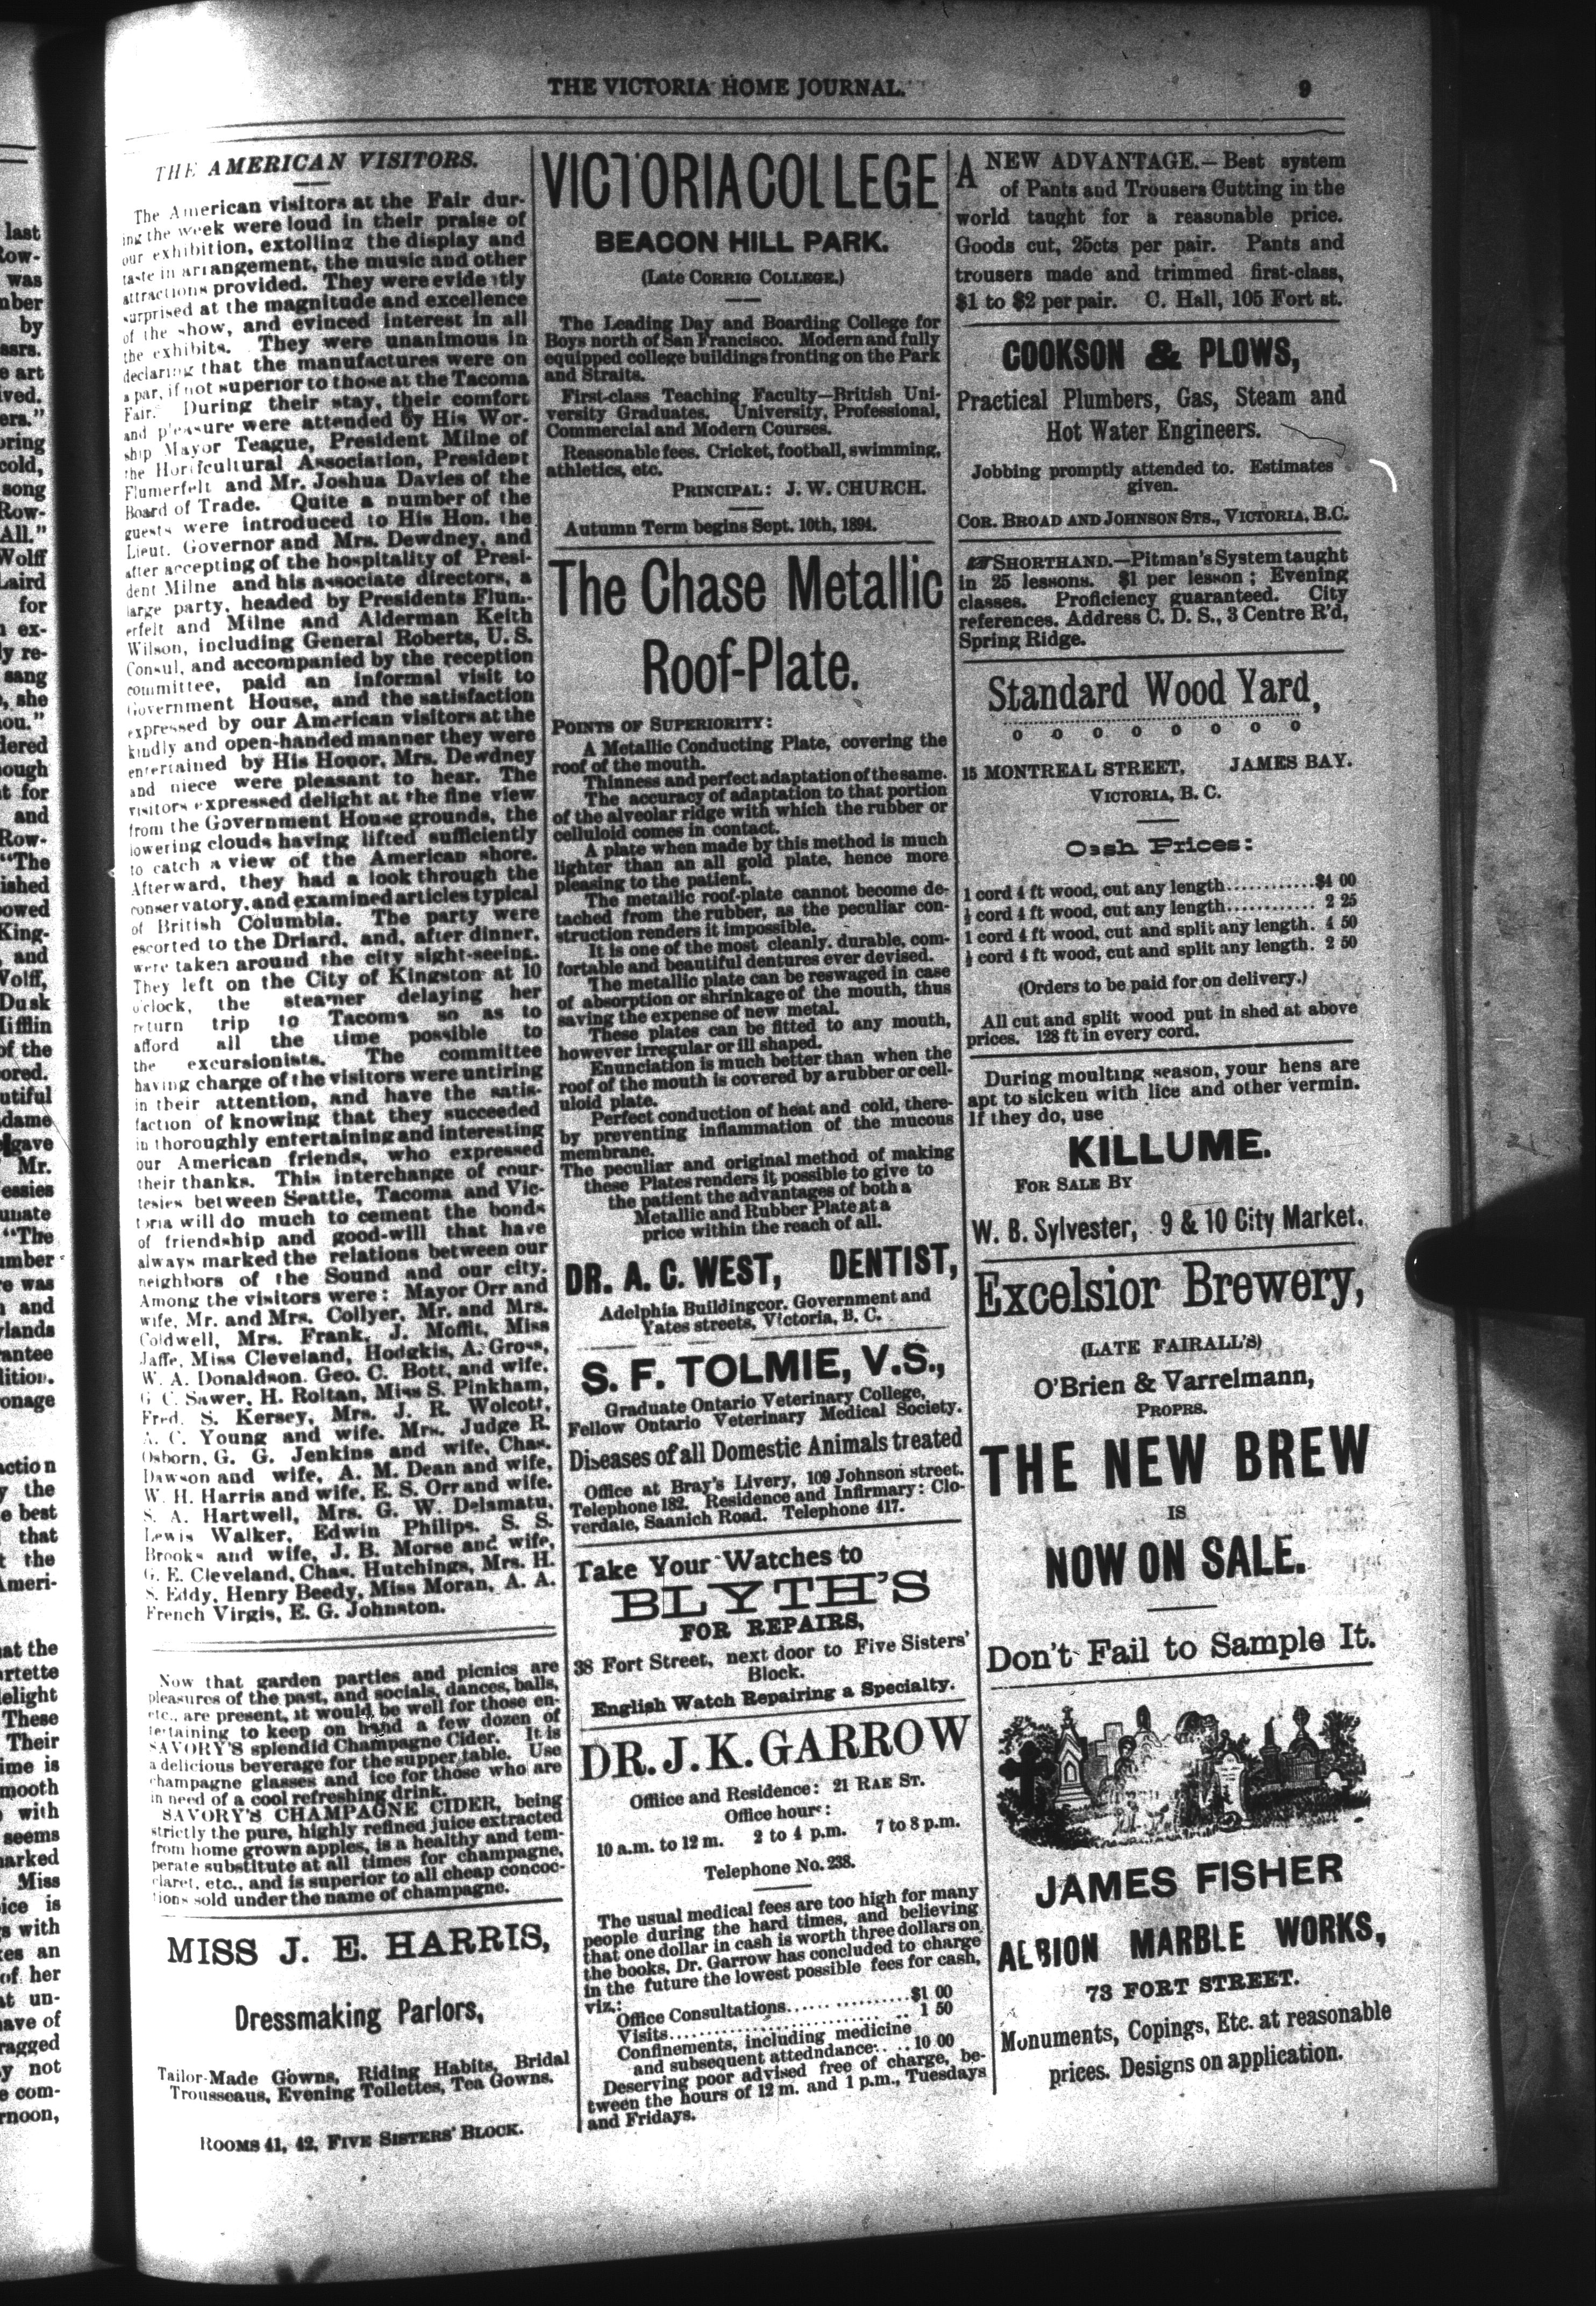 THE VICTORIA HOME JOURNAL.
9
THE AMERICAN VISITORS.
The American visitors at the Fair dur-
ing the week were loud in their praise of
our exhibition, extolling the display and
taste in arrangement, the music and other
attractions provided. They were evidently
surprised at the magnitude and excellence
of the show, and evinced interest in all
the exhibits. They were unanimous in
declaring that the manufactures were on
a par, if not superior to those at the Tacoma
Fair. During their stay, their comfort
and pleasure were attended by His Wor-
ship Mayor Teague, President Milne of
the Horticultural Association, President
Flumerfelt and Mr. Joshua Davies of the
Board of Trade. Quite a number of the
guests were introduced to His Hon. the
Lieut. Governor and Mrs. Dewdney, and
after accepting of the hospitality of Presi-
dent Milne and his associate directors, a
large party, headed by Presidents Flum-
erfelt and Milne and Alderman Keith
Wilson, including General Roberts, U. S.
Consul, and accompanied by the reception
committee, paid an informal visit to
Government House, and the satisfaction
expressed by our American visitors at the
kindly and open-handed manner they were
entertained by His Honor, Mrs. Dewdney
and niece were pleasant to hear. The
visitors expressed delight at the fine view
from the Government House grounds, the
lowering clouds having lifted sufficiently
to catch a view of the American shore.
Afterward, they had a look through the
conservatory, and examined articles typical
of British Columbia. The party were
escorted to the Driard, and, after dinner,
were taken around the city sight-seeing.
They left on the City of Kingston at 10
o'clock, the steamer delaying her
return trip to Tacoma so as to
afford all the time possible to
the excursionists. The committee
having charge of the visitors were untiring
in their attention, and have the satis-
faction of knowing that they succeeded
in thoroughly entertaining and interesting
our American friends, who expressed
their thanks. This interchange of cour-
tesies between Seattle, Tacoma and Vic-
toria will do much to cement the bonds
of friendship and good-will that have
always marked the relations between our
neighbors of the Sound and our city.
Among the visitors were: Mayor Orr and
wife, Mr. and Mrs. Collyer, Mr. and Mrs.
Coldwell, Mrs. Frank, J. Moffit, Miss
Jaffe, Miss Cleveland, Hodgkis, A. Gross,
W. A. Donaldson. Geo. C. Bott, and wife,
G C. Sawer, H. Roltan, Miss S. Pinkham,
Fred. S. Kersey, Mrs. J. R. Wolcott,
A. C. Young and wife. Mrs. Judge R.
Osborn, G. G. Jenkins and wife, Chas.
Dawson and wife, A. M. Dean and wife,
W. H. Harris and wife, E. S. Orr and wife.
S. A. Hartwell, Mrs. G. W. Delamatu,
Lewis Walker, Edwin Philips. S. S.
Brooks and wife, J. B. Morse and wife,
G. E. Cleveland, Chas. Hutchings, Mrs. H.
S. Eddy, Henry Beedy, Miss Moran, A. A.
French Virgis, E. G. Johnston.
Now that garden parties and picnics are
pleasures of the past, and socials, dances, balls,
etc., are present, it would be well for those en-
tertaining to keep on hand a few dozen of
SAVORY'S splendid Champagne Cider. It is
a delicious beverage for the supper table. Use
champagne glasses and ice for those who are
in need of a cool refreshing drink.
SAVORY'S CHAMPAGNE CIDER, being
strictly the pure, highly refined juice extracted
from home grown apples, is a healthy and tem-
perate substitute at all times for champagne,
claret, etc., and is superior to all cheap concoc-
tions sold under the name of champagne.
MISS J. E. HARRIS,
Dressmaking Parlors,
Tailor-Made Gowns, Riding Habits, Bridal
Trousseaus, Evening Toilettes, Tea Gowns.
ROOMS 41, 42, FIVE SISTERS' BLOCK.
VICTORIA COLLEGE
BEACON HILL PARK.
(Late CORRIG COLLEGE.)
The Leading Day and Boarding College for
Boys north of San Francisco. Modern and fully
equipped college buildings fronting on the Park
and Straits.
First-class Teaching Faculty—British Uni-
versity Graduates. University, Professional,
Commercial and Modern Courses.
Reasonable fees. Cricket, football, swimming,
athletics, etc.
PRINCIPAL: J. W. CHURCH.
Autumn Term begins Sept. 10th, 1894.
The Chase Metallic
Roof-Plate.
POINTS OF SUPERIORITY:
A Metallic Conducting Plate, covering the
roof of the mouth.
Thinness and perfect adaptation of the same.
The accuracy of adaptation to that portion
of the alveolar ridge with which the rubber or
celluloid comes in contact.
A plate when made by this method is much
lighter than an all gold plate, hence more
pleasing to the patient.
The metallic roof-plate cannot become de-
tached from the rubber, as the peculiar con-
struction renders it impossible.
It is one of the most cleanly, durable, com-
fortable and beautiful dentures ever devised.
The metallic plate can be reswaged in case
of absorption or shrinkage of the mouth, thus
saving the expense of new metal.
These plates can be fitted to any mouth,
however irregular or ill shaped.
Enunciation is much better than when the
roof of the mouth is covered by a rubber or cell-
uloid plate.
Perfect conduction of heat and cold, there-
by preventing inflammation of the mucous
membrane.
The peculiar and original method of making
these Plates renders it possible to give to
the patient the advantages of both a
Metallic and Rubber Plate at a
price within the reach of all.
DR. A. C. WEST, DENTIST,
Adelphia Building cor. Government and
Yates streets, Victoria, B. C.
S. F. TOLMIE, V.S.,
Graduate Ontario Veterinary College,
Fellow Ontario Veterinary Medical Society.
Diseases of all Domestic Animals treated
Office at Bray's Livery, 109 Johnson street.
Telephone 182. Residence and Infirmary: Clo-
verdale, Saanich Road. Telephone 417.
Take Your Watches to
BLYTH'S
FOR REPAIRS,
38 Fort Street, next door to Five Sisters'
Block.
English Watch Repairing a Specialty.
DR. J. K. GARROW
Offiice and Residence: 21 RAE ST.
Office hours:
10 a.m. to 12 m. 2 to 4 p.m. 7 to 8 p.m.
Telephone No. 238.
The usual medical fees are too high for many
people during the hard times, and believing
that one dollar in cash is worth three dollars on
the books, Dr. Garrow has concluded to charge
in the future the lowest possible fees for cash,
viz.:
Office Consultations..................$1 00
Visits.................................. 1 50
Confinements, including medicine
and subsequent attedndance.....10 00
Deserving poor advised free of charge, be-
tween the hours of 12 m. and 1 p.m., Tuesdays
and Fridays.
A NEW ADVANTAGE.—Best system
of Pants and Trousers Cutting in the
world taught for a reasonable price.
Goods cut, 25cts per pair. Pants and
trousers made and trimmed first-class,
$1 to $2 per pair. C. Hall, 105 Fort st.
COOKSON & PLOWS,
Practical Plumbers, Gas, Steam and
Hot Water Engineers.
Jobbing promptly attended to. Estimates
given.
COR. BROAD AND JOHNSON STS., VICTORIA, B.C.
☞ SHORTHAND.—Pitman's System taught
in 25 lessons. $1 per lesson; Evening
classes. Proficiency guaranteed. City
references. Address C. D. S., 3 Centre R'd,
Spring Ridge.
Standard Wood Yard,
o o o o o o o o
15 MONTREAL STREET, JAMES BAY.
VICTORIA, B. C.
Cash Prices:
1 cord 4 ft wood, cut any length............$4 00
½ cord 4 ft wood, cut any length............ 2 25
1 cord 4 ft wood, cut and split any length. 4 50
½ cord 4 ft wood, cut and split any length. 2 50
(Orders to be paid for on delivery.)
All cut and split wood put in shed at above
prices. 128 ft in every cord.
During moulting season, your hens are
apt to sicken with lice and other vermin.
If they do, use
KILLUME.
FOR SALE BY
W. B. Sylvester, 9 & 10 City Market.
Excelsior Brewery,
(LATE FAIRALL'S)
O'Brien & Varrelmann,
PROPRS.
THE NEW BREW
IS
NOW ON SALE.
Don't Fail to Sample It.
JAMES FISHER
ALBION MARBLE WORKS,
73 FORT STREET.
Monuments, Copings, Etc. at reasonable
prices. Designs on application.